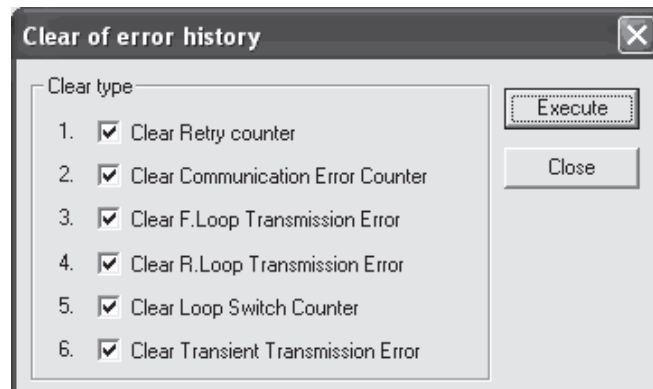 Clear of error history
Clear type
1. Clear Retry counter
2. Clear Communication Error Counter
3. Clear F.Loop Transmission Error
4. Clear R.Loop Transmission Error
5. Clear Loop Switch Counter
6. Clear Transient Transmission Error
Execute
Close